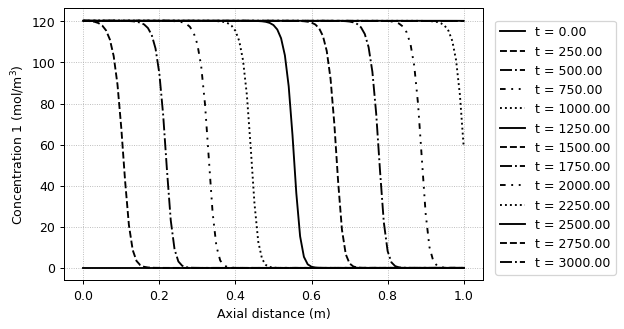 120
100
80
60
40
20
0
Concentration 1 (mol/m³)
0.0 0.2 0.4 0.6 0.8 1.0
Axial distance (m)
t = 0.00
t = 250.00
t = 500.00
t = 750.00
t = 1000.00
t = 1250.00
t = 1500.00
t = 1750.00
t = 2000.00
t = 2250.00
t = 2500.00
t = 2750.00
t = 3000.00